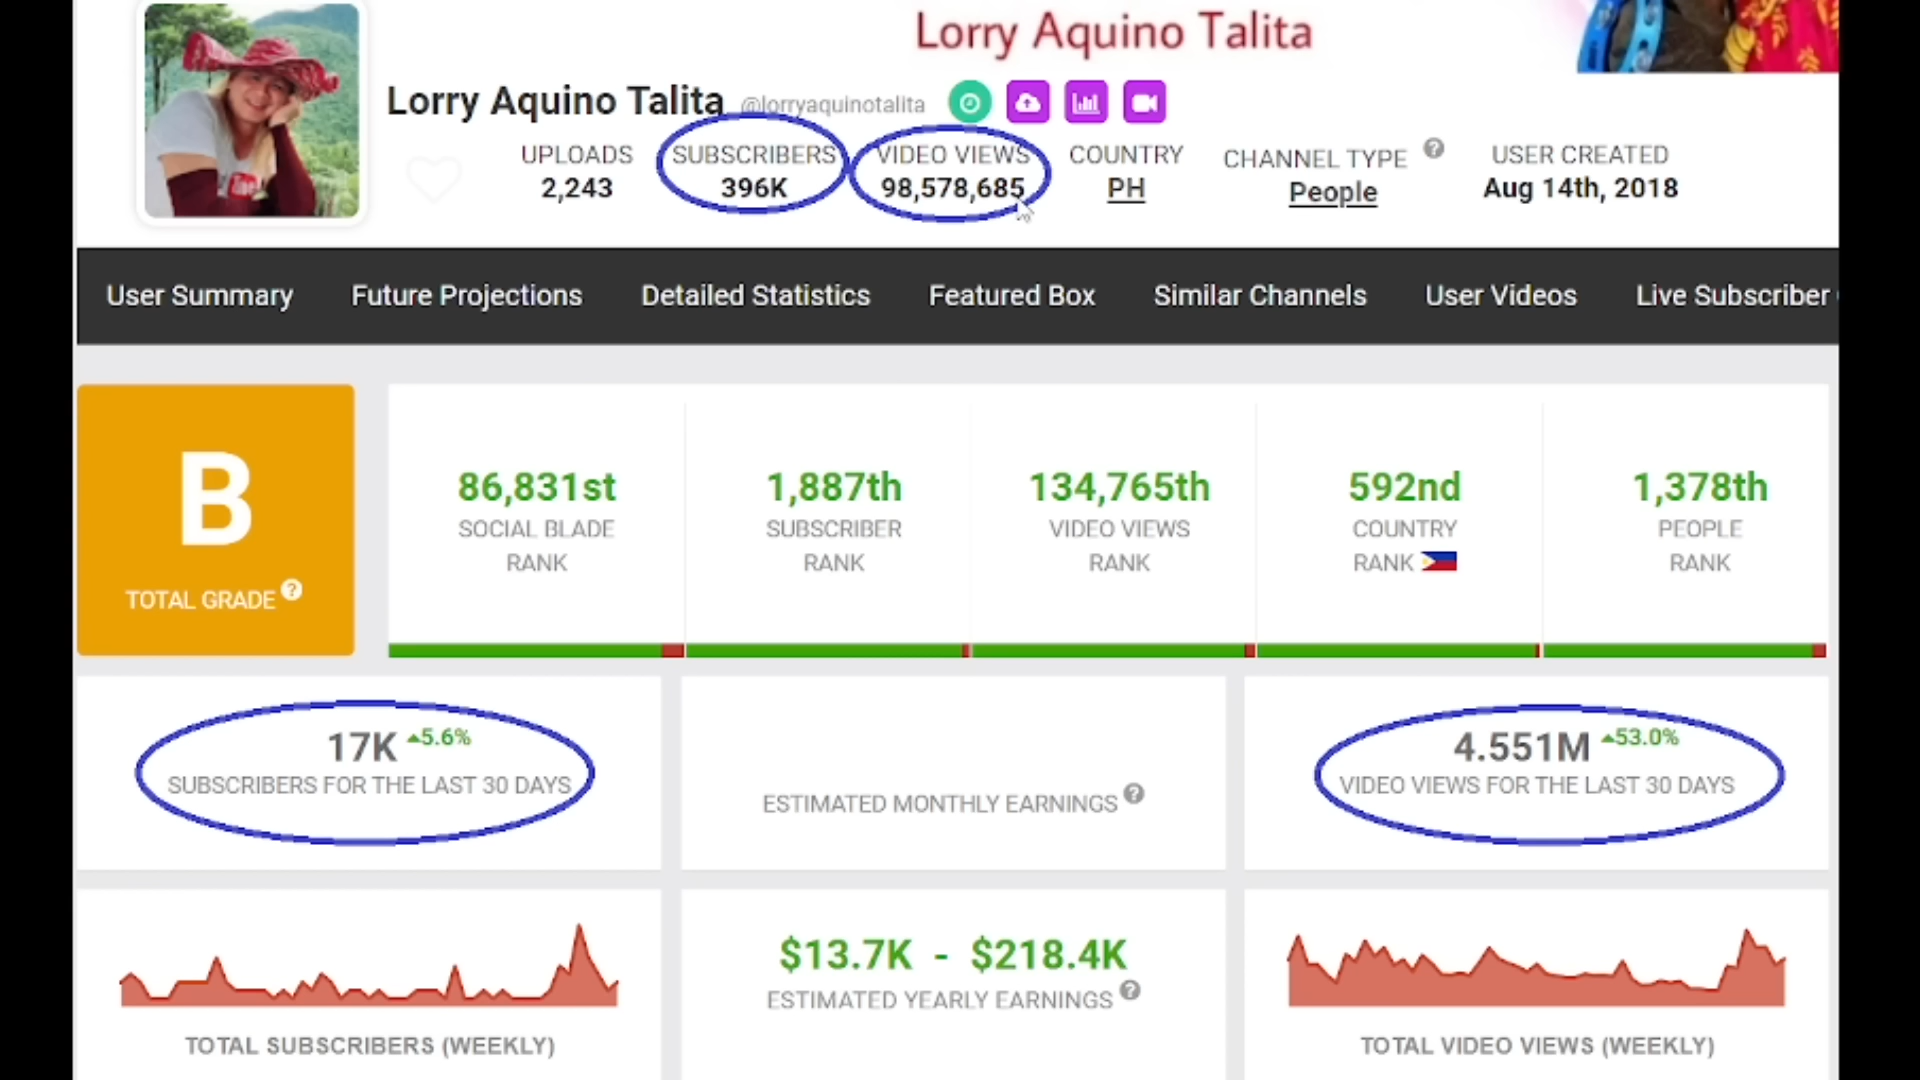 Lorry Aquino Talita
Lorry Aquino Talita @lorryaquinotalita
UPLOADS SUBSCRIBERS VIDEO VIEWS COUNTRY CHANNEL TYPE USER CREATED
2,243 396K 98,578,685 PH People Aug 14th, 2018
User Summary Future Projections Detailed Statistics Featured Box Similar Channels User Videos Live Subscriber
B
TOTAL GRADE
86,831st 1,887th 134,765th 592nd 1,378th
SOCIAL BLADE SUBSCRIBER VIDEO VIEWS COUNTRY PEOPLE
RANK RANK RANK RANK RANK
17K 5.6%
SUBSCRIBERS FOR THE LAST 30 DAYS
ESTIMATED MONTHLY EARNINGS
4.551M 53.0%
VIDEO VIEWS FOR THE LAST 30 DAYS
TOTAL SUBSCRIBERS (WEEKLY)
$13.7K - $218.4K
ESTIMATED YEARLY EARNINGS
TOTAL VIDEO VIEWS (WEEKLY)